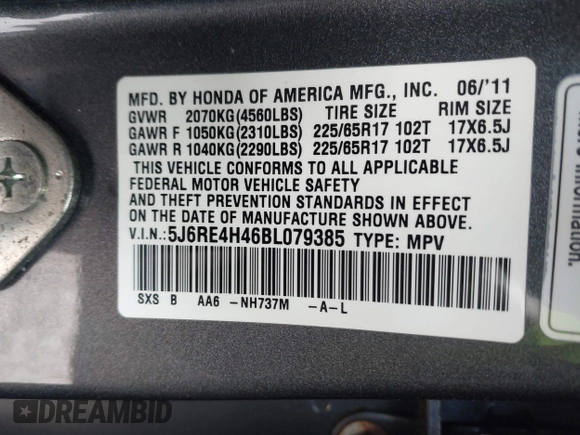 MFD. BY HONDA OF AMERICA MFG., INC. 06/'11
GVWR 2070KG(4560LBS) TIRE SIZE RIM SIZE
GAWR F 1050KG(2310LBS) 225/65R17 102T 17X6.5J
GAWR R 1040KG(2290LBS) 225/65R17 102T 17X6.5J
THIS VEHICLE CONFORMS TO ALL APPLICABLE
FEDERAL MOTOR VEHICLE SAFETY
AND THEFT PREVENTION STANDARDS IN EFFECT
ON THE DATE OF MANUFACTURE SHOWN ABOVE.
V.I.N.:5J6RE4H46BL079385 TYPE: MPV
SXS B AA6 -NH737M -A-L
information.
DREAMBID